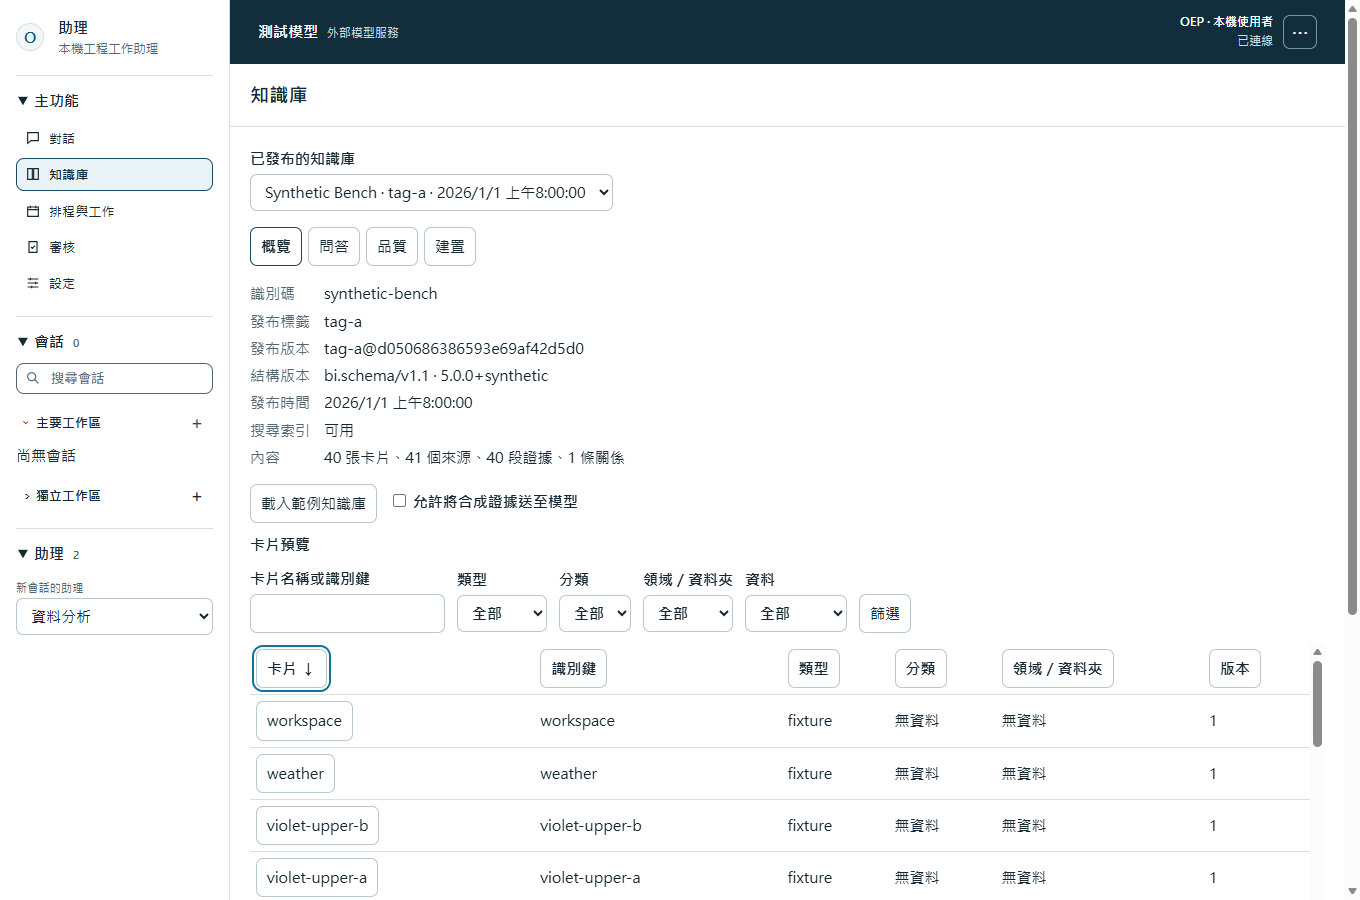 O
助理
本機工程工作助理
▼ 主功能
對話
知識庫
排程與工作
審核
設定
▼ 會話 0
搜尋會話
主要工作區 +
尚無會話
獨立工作區 +
▼ 助理 2
新會話的助理
資料分析
測試模型 外部模型服務
OEP · 本機使用者
已連線
...
知識庫
已發布的知識庫
Synthetic Bench · tag-a · 2026/1/1 上午8:00:00
概覽 問答 品質 建置
識別碼 synthetic-bench
發布標籤 tag-a
發布版本 tag-a@d050686386593e69af42d5d0
結構版本 bi.schema/v1.1 · 5.0.0+synthetic
發布時間 2026/1/1 上午8:00:00
搜尋索引 可用
內容 40 張卡片、41 個來源、40 段證據、1 條關係
載入範例知識庫 允許將合成證據送至模型
卡片預覽
卡片名稱或識別鍵 類型 分類 領域 / 資料夾 資料
全部 全部 全部 全部 篩選
卡片 ↓ 識別鍵 類型 分類 領域 / 資料夾 版本
workspace workspace fixture 無資料 無資料 1
weather weather fixture 無資料 無資料 1
violet-upper-b violet-upper-b fixture 無資料 無資料 1
violet-upper-a violet-upper-a fixture 無資料 無資料 1